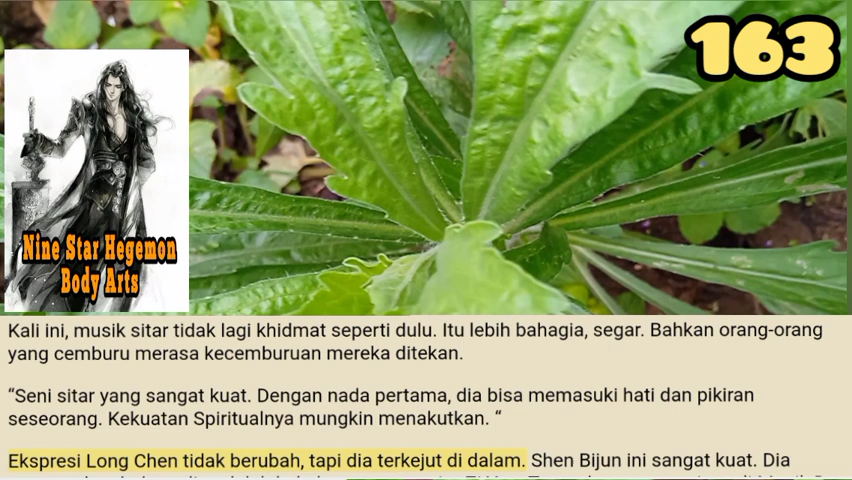 163
Nine Star Hegemon
Body Arts
Kali ini, musik sitar tidak lagi khidmat seperti dulu. Itu lebih bahagia, segar. Bahkan orang-orang
yang cemburu merasa kecemburuan mereka ditekan.
“Seni sitar yang sangat kuat. Dengan nada pertama, dia bisa memasuki hati dan pikiran
seseorang. Kekuatan Spiritualnya mungkin menakutkan. “
Ekspresi Long Chen tidak berubah, tapi dia terkejut di dalam. Shen Bijun ini sangat kuat. Dia